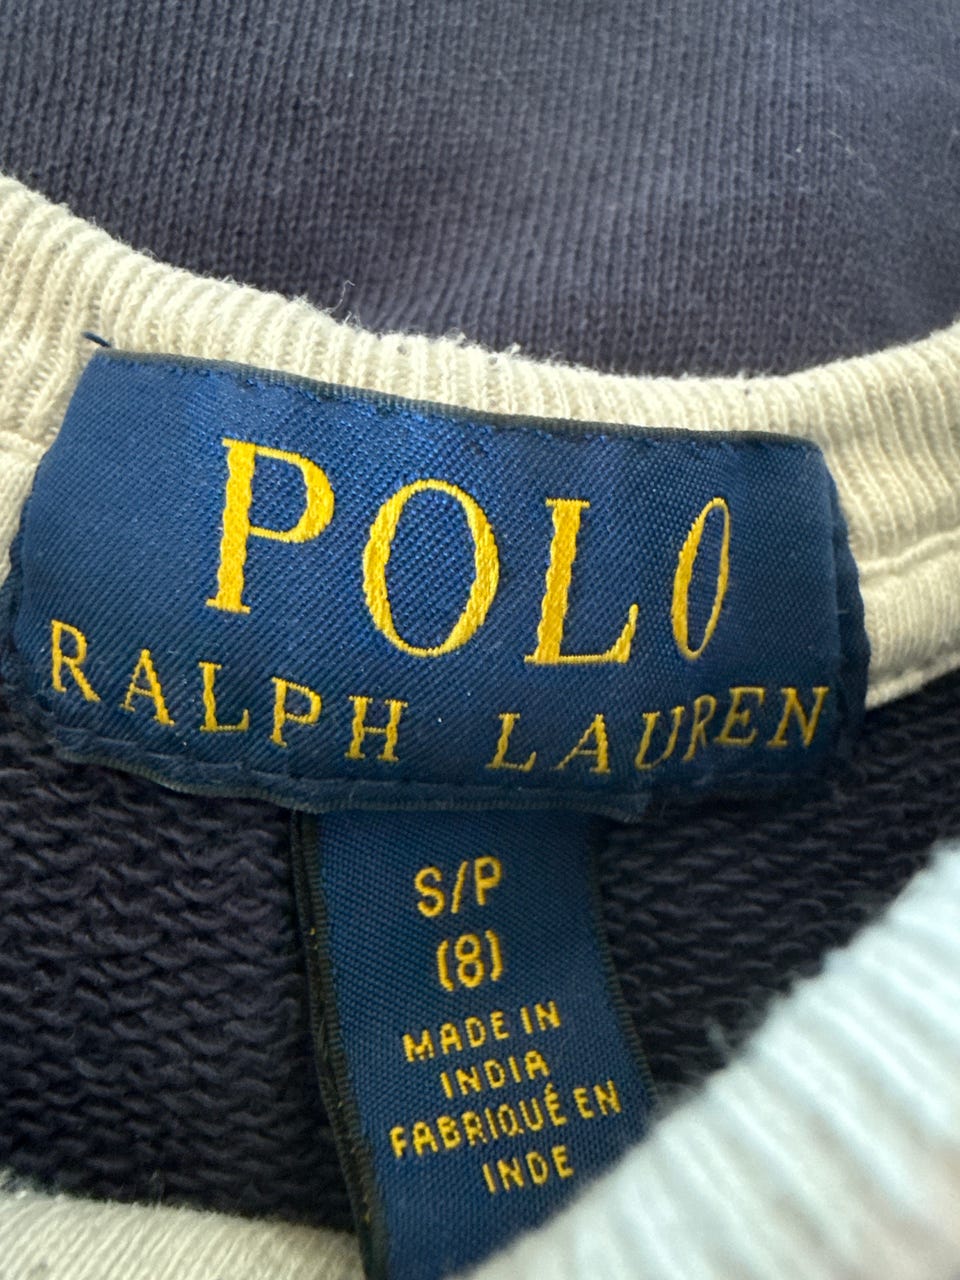 POLO
RALPH LAUREN
S/P
(8)
MADE IN
INDIA
FABRIQUÉ EN
INDE